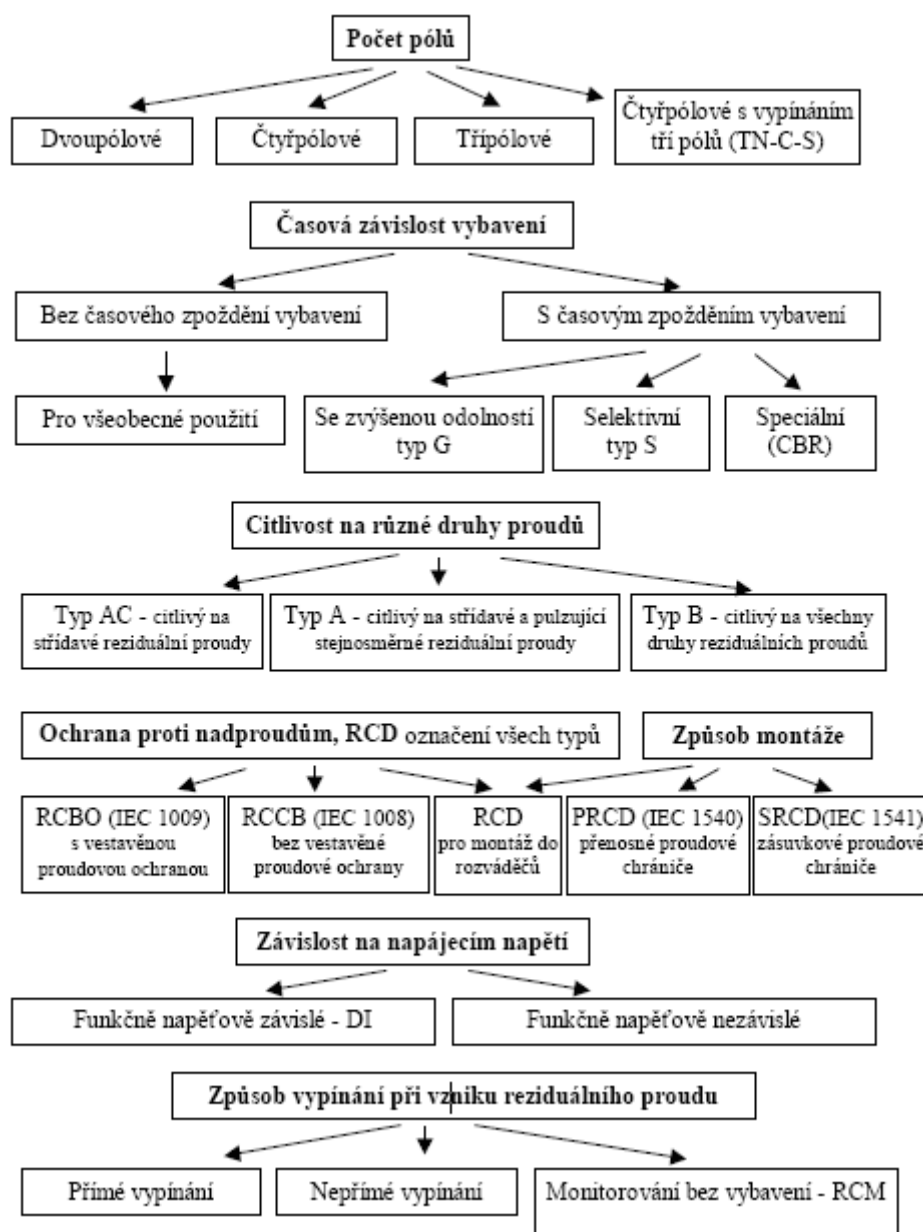 Počet pólů
Dvoupólové
Čtyřpólové
Třípólové
Čtyřpólové s vypínáním
tří pólů (TN-C-S)
Časová závislost vybavení
Bez časového zpoždění vybavení
S časovým zpožděním vybavení
Pro všeobecné použití
Se zvýšenou odolností
typ G
Selektivní
typ S
Speciální
(CBR)
Citlivost na různé druhy proudů
Typ AC - citlivý na
střídavé reziduální proudy
Typ A - citlivý na střídavé a pulzující
stejnosměrné reziduální proudy
Typ B - citlivý na všechny
druhy reziduálních proudů
Ochrana proti nadproudům, RCD označení všech typů
Způsob montáže
RCBO (IEC 1009)
s vestavěnou
proudovou ochranou
RCCB (IEC 1008)
bez vestavěné
proudové ochrany
RCD
pro montáž do
rozváděčů
PRCD (IEC 1540)
přenosné proudové
chrániče
SRCD(IEC 1541)
zásuvkové proudové
chrániče
Závislost na napájecím napětí
Funkčně napěťově závislé - DI
Funkčně napěťově nezávislé
Způsob vypínání při vzniku reziduálního proudu
Přímé vypínání
Nepřímé vypínání
Monitorování bez vybavení - RCM